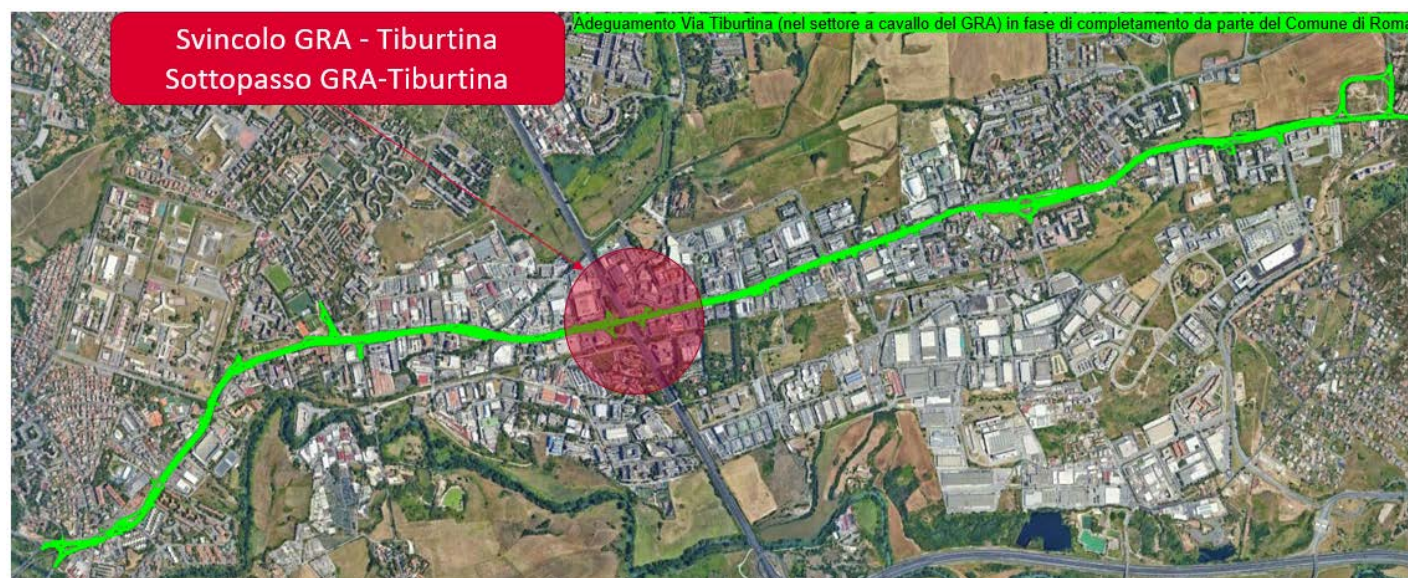 Adeguamento Via Tiburtina (nel settore a cavallo del GRA) in fase di completamento da parte del Comune di Roma
Svincolo GRA - Tiburtina
Sottopasso GRA-Tiburtina